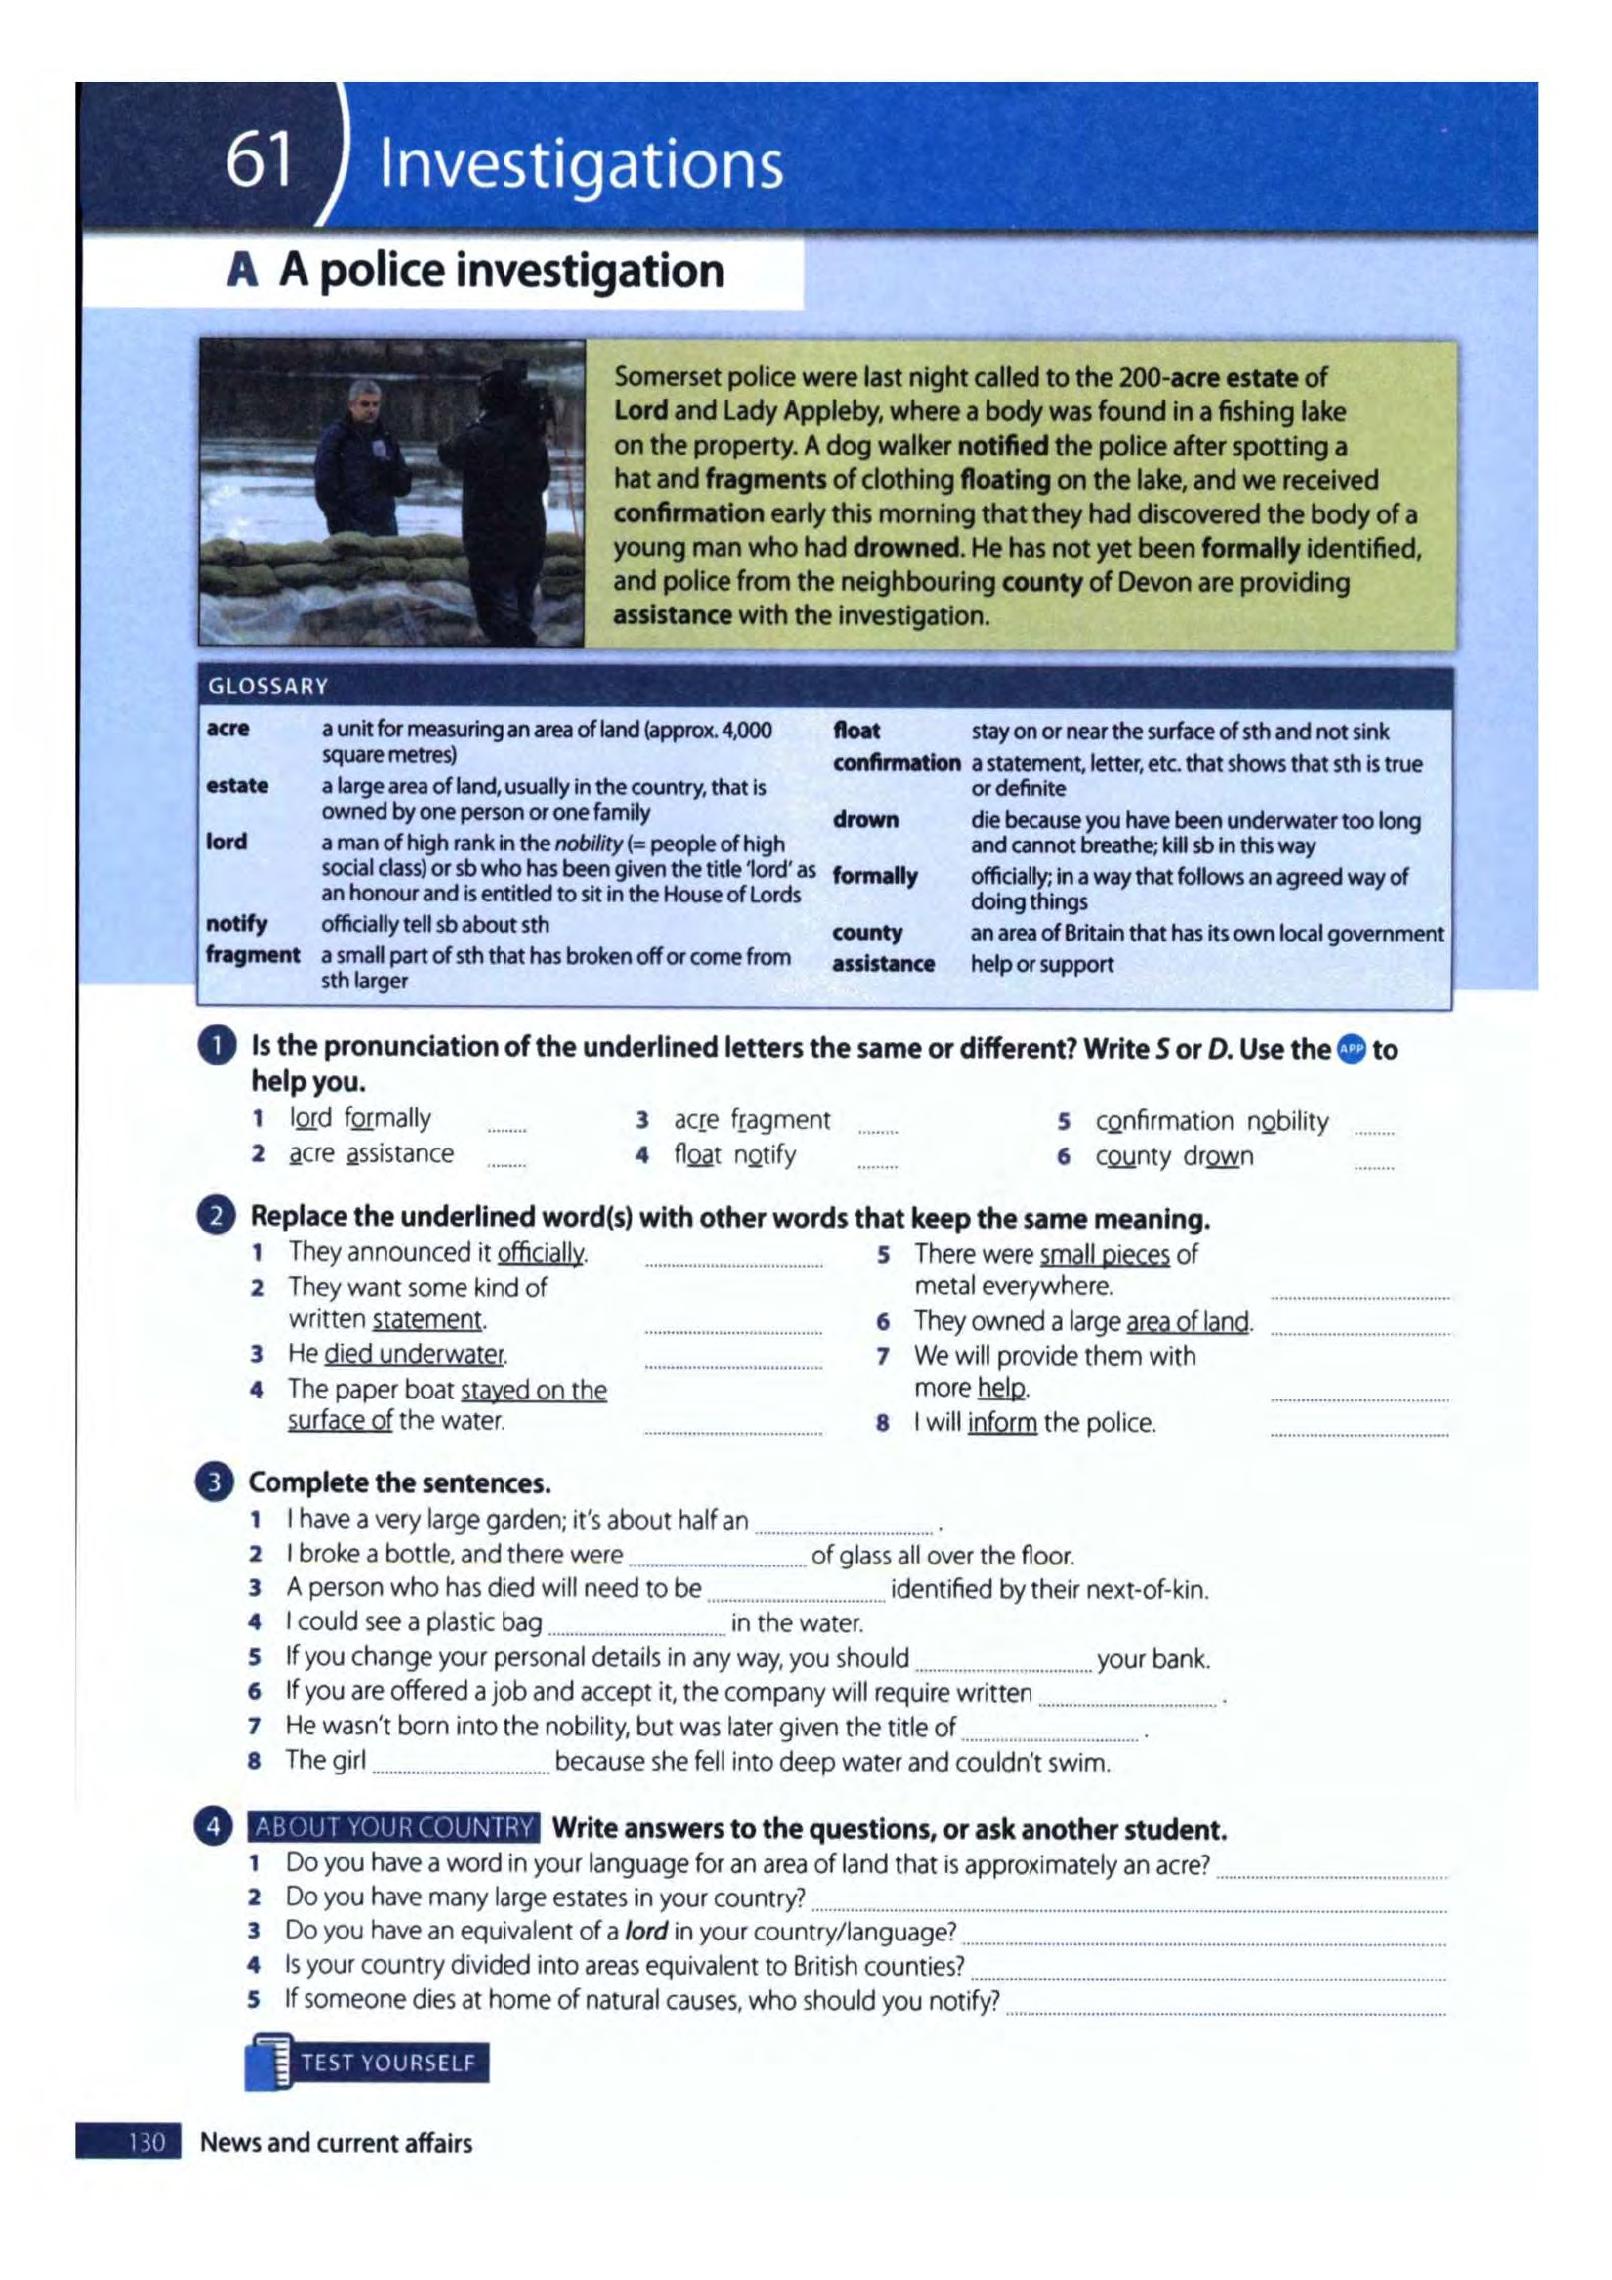 61 Investigations
A A police investigation
Somerset police were last night called to the 200-acre estate of
Lord and Lady Appleby, where a body was found in a fishing lake
on the property. A dog walker notified the police after spotting a
hat and fragments of clothing floating on the lake, and we received
confirmation early this morning that they had discovered the body of a
young man who had drowned. He has not yet been formally identified,
and police from the neighbouring county of Devon are providing
assistance with the investigation.
GLOSSARY
acre a unit for measuring an area of land (approx. 4,000
square metres)
estate a large area of land, usually in the country, that is
owned by one person or one family
lord a man of high rank in the nobility (= people of high
social class) or sb who has been given the title 'lord' as
an honour and is entitled to sit in the House of Lords
notify officially tell sb about sth
fragment a small part of sth that has broken off or come from
sth larger
float stay on or near the surface of sth and not sink
confirmation a statement, letter, etc. that shows that sth is true
or definite
drown die because you have been underwater too long
and cannot breathe; kill sb in this way
formally officially; in a way that follows an agreed way of
doing things
county an area of Britain that has its own local government
assistance help or support
1 Is the pronunciation of the underlined letters the same or different? Write S or D. Use the APP to
help you.
1 lord formally ........
2 acre assistance ........
3 acre fragment ........
4 float notify ........
5 confirmation nobility ........
6 county drown ........
2 Replace the underlined word(s) with other words that keep the same meaning.
1 They announced it officially. ........
2 They want some kind of
written statement. ........
3 He died underwater. ........
4 The paper boat stayed on the
surface of the water. ........
5 There were small pieces of
metal everywhere. ........
6 They owned a large area of land. ........
7 We will provide them with
more help. ........
8 I will inform the police. ........
3 Complete the sentences.
1 I have a very large garden; it's about half an ........ .
2 I broke a bottle, and there were ........ of glass all over the floor.
3 A person who has died will need to be ........ identified by their next-of-kin.
4 I could see a plastic bag ........ in the water.
5 If you change your personal details in any way, you should ........ your bank.
6 If you are offered a job and accept it, the company will require written ........ .
7 He wasn't born into the nobility, but was later given the title of ........ .
8 The girl ........ because she fell into deep water and couldn't swim.
4 ABOUT YOUR COUNTRY Write answers to the questions, or ask another student.
1 Do you have a word in your language for an area of land that is approximately an acre? ........
2 Do you have many large estates in your country? ........
3 Do you have an equivalent of a lord in your country/language? ........
4 Is your country divided into areas equivalent to British counties? ........
5 If someone dies at home of natural causes, who should you notify? ........
TEST YOURSELF
130 News and current affairs